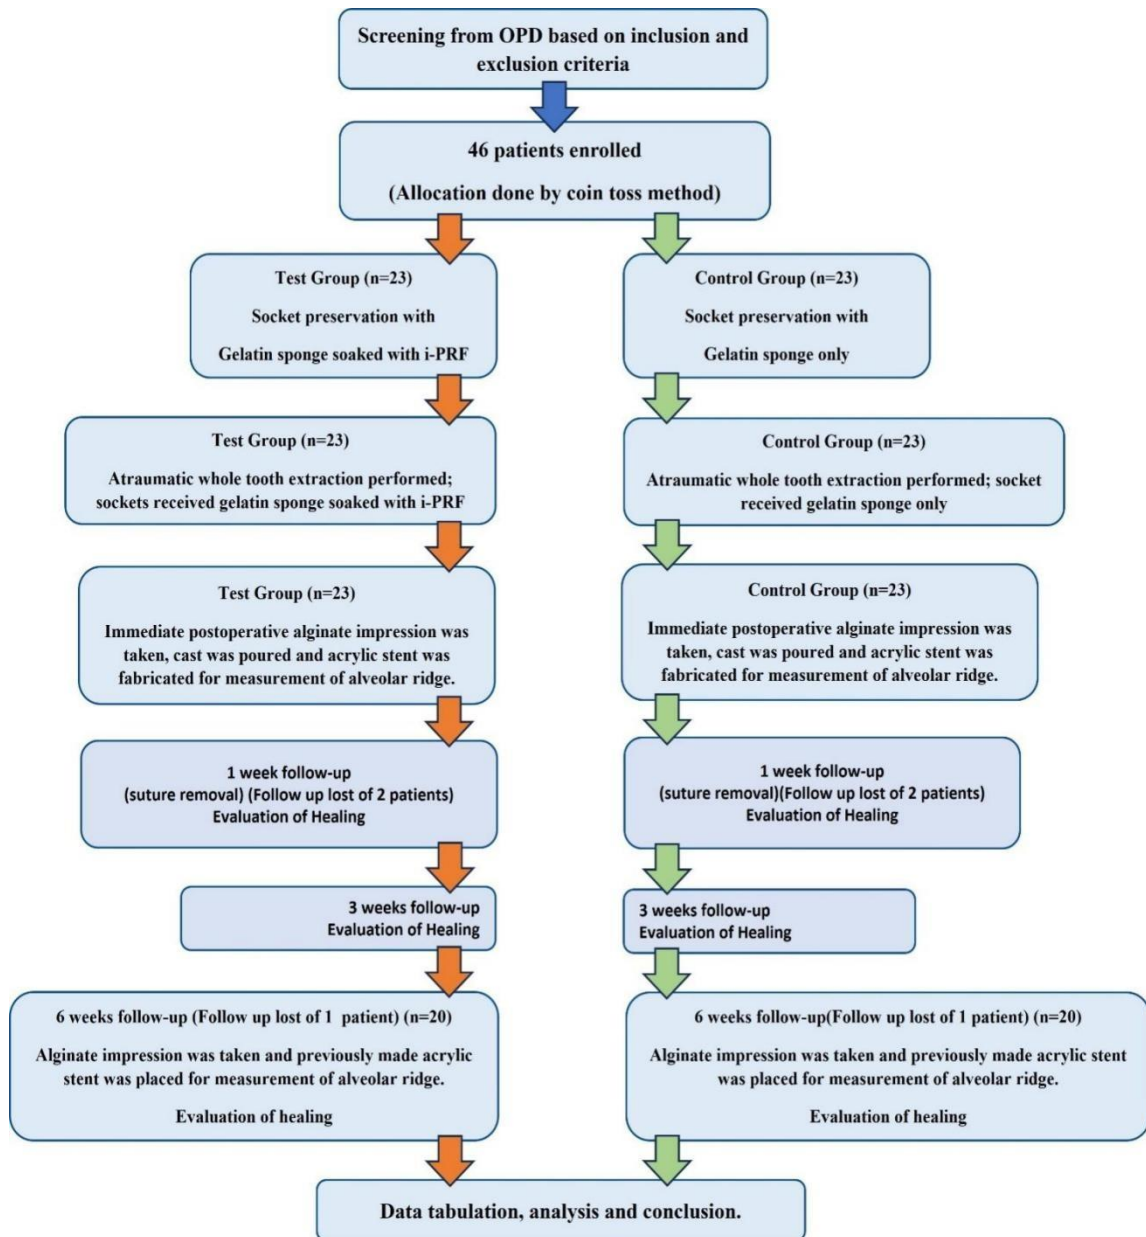 Screening from OPD based on inclusion and
exclusion criteria
46 patients enrolled
(Allocation done by coin toss method)
Test Group (n=23)
Socket preservation with
Gelatin sponge soaked with i-PRF
Control Group (n=23)
Socket preservation with
Gelatin sponge only
Test Group (n=23)
Atraumatic whole tooth extraction performed;
sockets received gelatin sponge soaked with i-PRF
Control Group (n=23)
Atraumatic whole tooth extraction performed; socket
received gelatin sponge only
Test Group (n=23)
Immediate postoperative alginate impression was
taken, cast was poured and acrylic stent was
fabricated for measurement of alveolar ridge.
Control Group (n=23)
Immediate postoperative alginate impression was
taken, cast was poured and acrylic stent was
fabricated for measurement of alveolar ridge.
1 week follow-up
(suture removal) (Follow up lost of 2 patients)
Evaluation of Healing
1 week follow-up
(suture removal)(Follow up lost of 2 patients)
Evaluation of Healing
3 weeks follow-up
Evaluation of Healing
3 weeks follow-up
Evaluation of Healing
6 weeks follow-up (Follow up lost of 1 patient) (n=20)
Alginate impression was taken and previously made acrylic
stent was placed for measurement of alveolar ridge.
Evaluation of healing
6 weeks follow-up(Follow up lost of 1 patient) (n=20)
Alginate impression was taken and previously made acrylic stent
was placed for measurement of alveolar ridge.
Evaluation of healing
Data tabulation, analysis and conclusion.